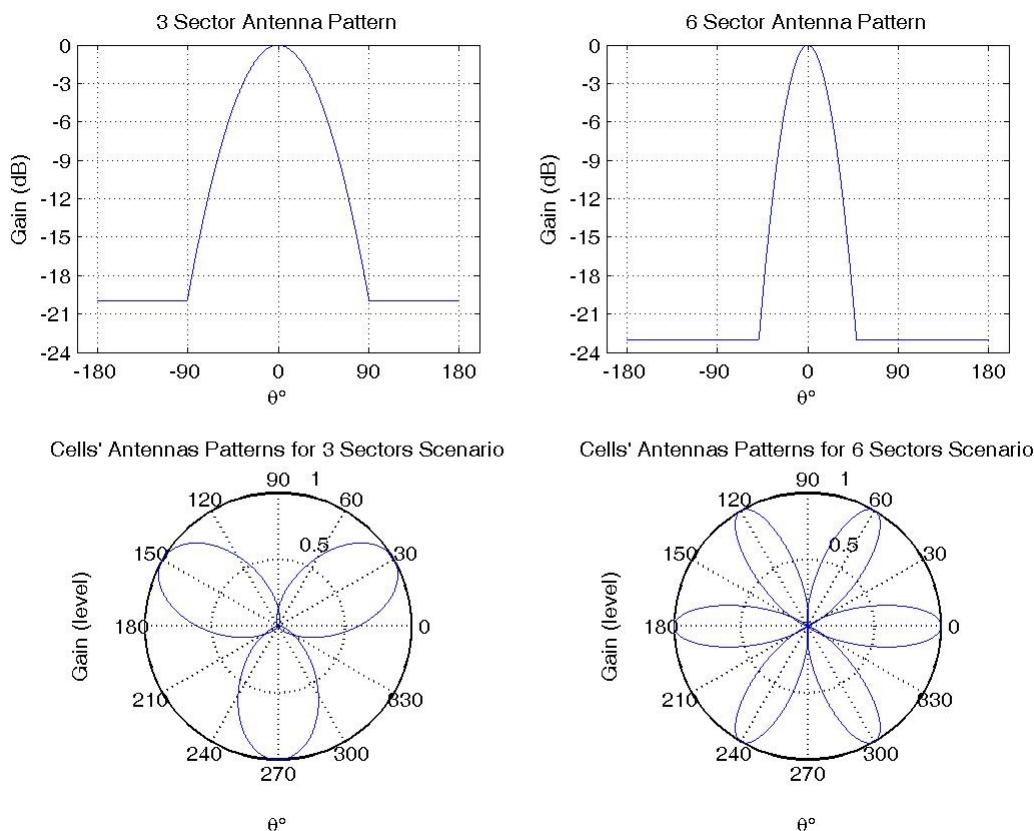 3 Sector Antenna Pattern
0
-3
-6
-9
-12
-15
-18
-21
-24
Gain (dB)
-180 -90 0 90 180
θ°
6 Sector Antenna Pattern
0
-3
-6
-9
-12
-15
-18
-21
-24
Gain (dB)
-180 -90 0 90 180
θ°
Cells' Antennas Patterns for 3 Sectors Scenario
90 1
120 60
0.5
150 30
Gain (level)
180 0
210 330
240 300
270
θ°
Cells' Antennas Patterns for 6 Sectors Scenario
90 1
120 60
0.5
150 30
Gain (level)
180 0
210 330
240 300
270
θ°